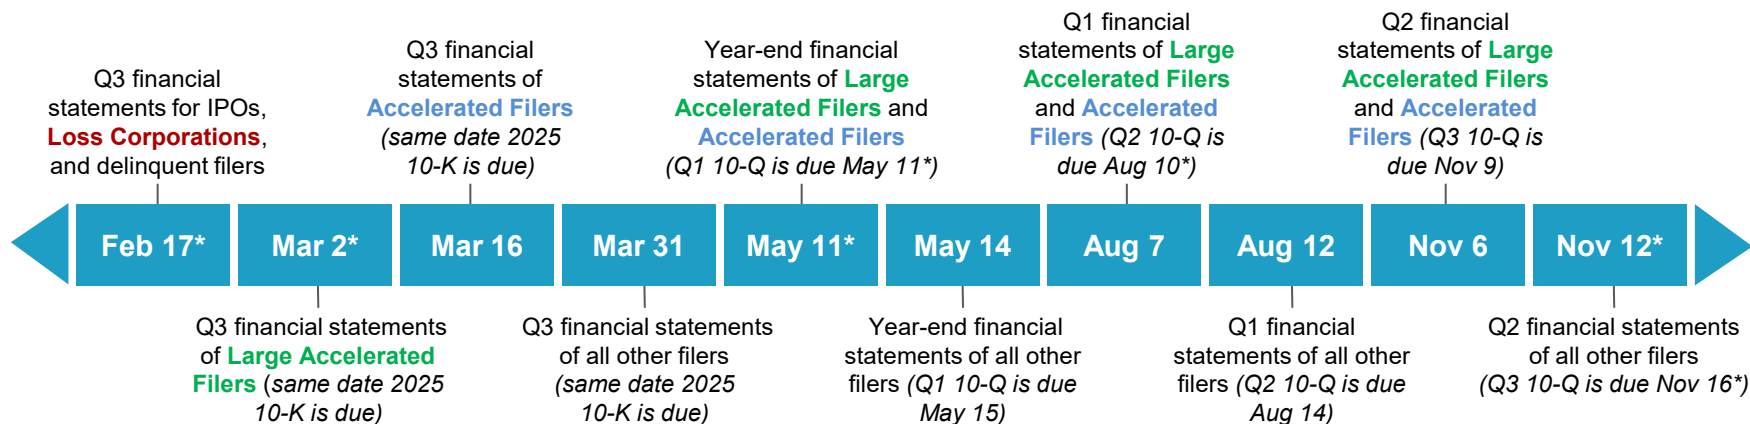 Q3 financial
statements for IPOs,
Loss Corporations,
and delinquent filers
Q3 financial
statements of
Accelerated Filers
(same date 2025
10-K is due)
Year-end financial
statements of Large
Accelerated Filers and
Accelerated Filers
(Q1 10-Q is due May 11*)
Q1 financial
statements of Large
Accelerated Filers
and Accelerated
Filers (Q2 10-Q is
due Aug 10*)
Q2 financial
statements of Large
Accelerated Filers
and Accelerated
Filers (Q3 10-Q is
due Nov 9)
Feb 17*
Mar 2*
Mar 16
Mar 31
May 11*
May 14
Aug 7
Aug 12
Nov 6
Nov 12*
Q3 financial statements
of Large Accelerated
Filers (same date 2025
10-K is due)
Q3 financial statements
of all other filers
(same date 2025
10-K is due)
Year-end financial
statements of all other
filers (Q1 10-Q is due
May 15)
Q1 financial
statements of all other
filers (Q2 10-Q is due
Aug 14)
Q2 financial statements
of all other filers
(Q3 10-Q is due Nov 16*)